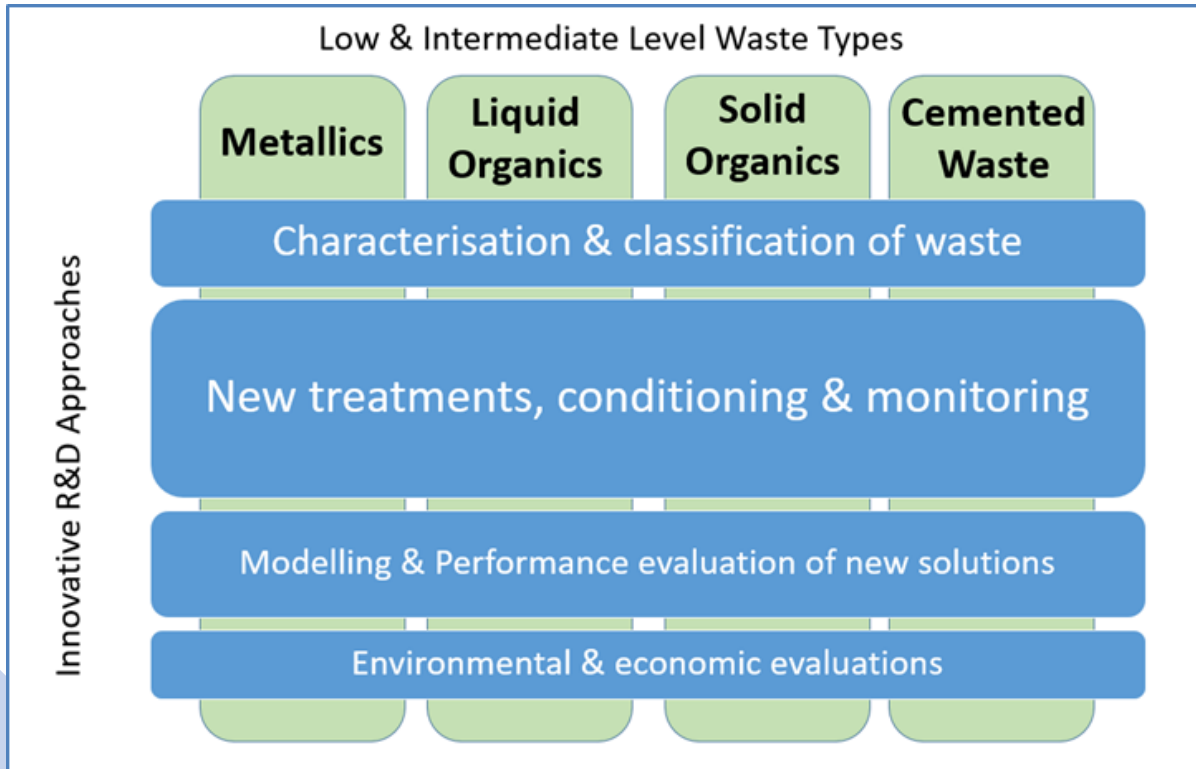 Low & Intermediate Level Waste Types
Metallics
Liquid
Organics
Solid
Organics
Cemented
Waste
Innovative R&D Approaches
Characterisation & classification of waste
New treatments, conditioning & monitoring
Modelling & Performance evaluation of new solutions
Environmental & economic evaluations